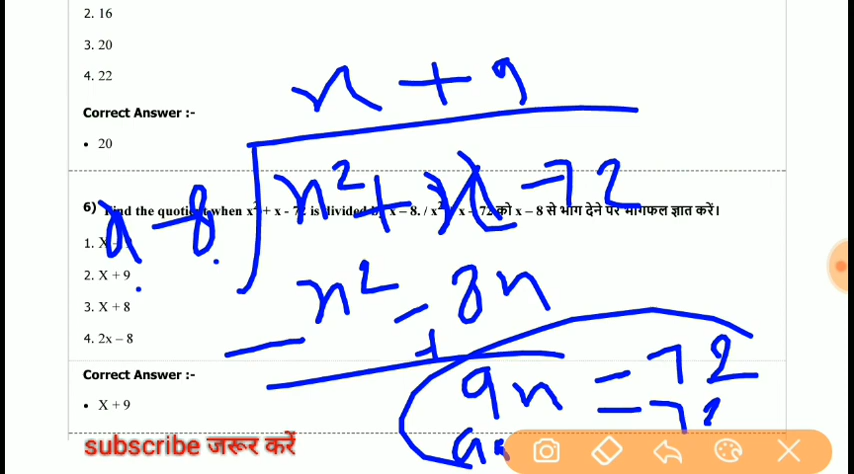 2. 16
3. 20
4. 22
Correct Answer :-
• 20
x + 9
x² + x - 72
x - 8
6) Find the quotient when x² + x - 72 is divided by x – 8. / x² + x - 72 को x – 8 से भाग देने पर भागफल ज्ञात करें।
1. X
2. X + 9
3. X + 8
4. 2x – 8
x² - 8x
- +
9x - 72
Correct Answer :-
• X + 9
9x - 72
subscribe जरूर करें